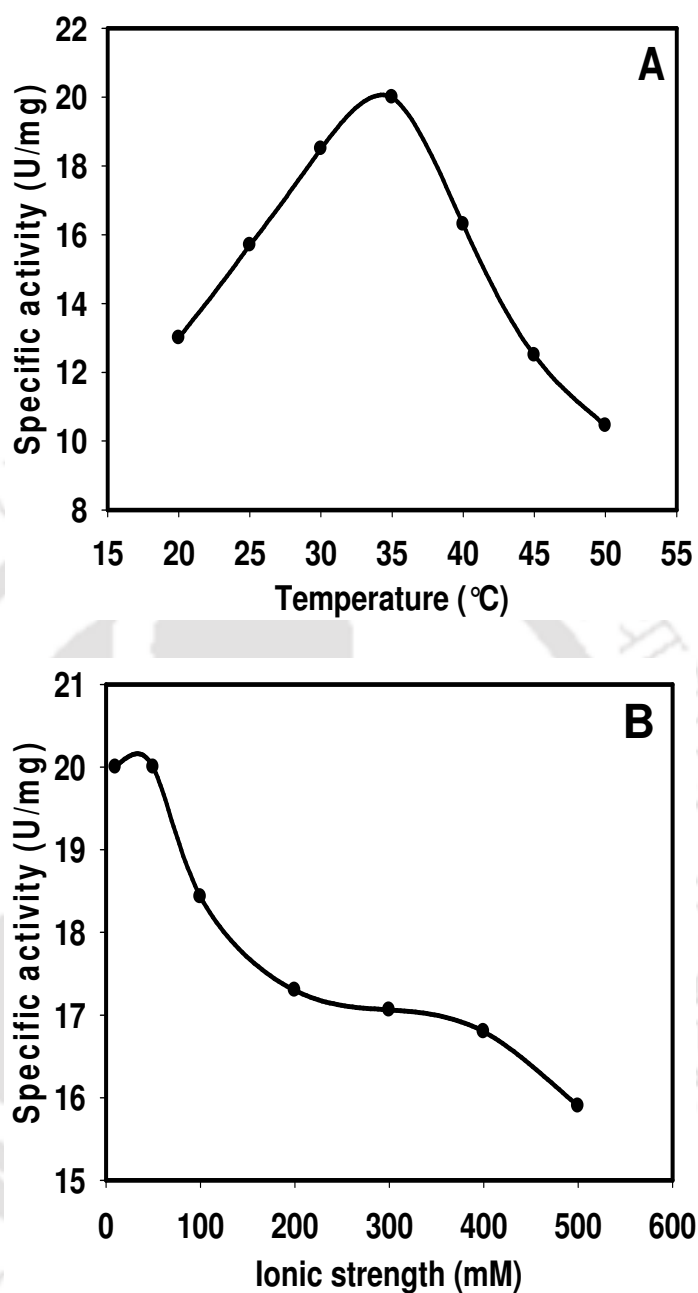 A
22
20
18
16
14
12
10
8
Specific activity (U/mg)
15 20 25 30 35 40 45 50 55
Temperature (°C)
B
21
20
19
18
17
16
15
Specific activity (U/mg)
0 100 200 300 400 500 600
Ionic strength (mM)